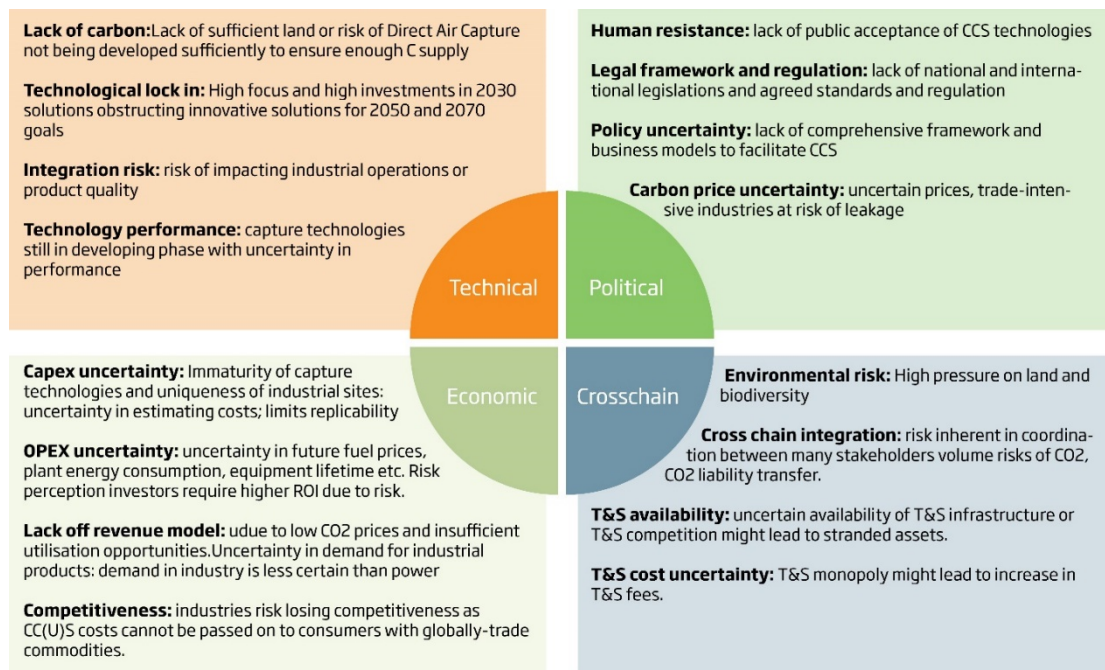 Lack of carbon:Lack of sufficient land or risk of Direct Air Capture
not being developed sufficiently to ensure enough C supply
Technological lock in: High focus and high investments in 2030
solutions obstructing innovative solutions for 2050 and 2070
goals
Integration risk: risk of impacting industrial operations or
product quality
Technology performance: capture technologies
still in developing phase with uncertainty in
performance
Technical
Human resistance: lack of public acceptance of CCS technologies
Legal framework and regulation: lack of national and interna-
tional legislations and agreed standards and regulation
Policy uncertainty: lack of comprehensive framework and
business models to facilitate CCS
Carbon price uncertainty: uncertain prices, trade-inten-
sive industries at risk of leakage
Political
Capex uncertainty: Immaturity of capture
technologies and uniqueness of industrial sites:
uncertainty in estimating costs; limits replicability
OPEX uncertainty: uncertainty in future fuel prices,
plant energy consumption, equipment lifetime etc. Risk
perception investors require higher ROI due to risk.
Lack off revenue model: udue to low CO2 prices and insufficient
utilisation opportunities.Uncertainty in demand for industrial
products: demand in industry is less certain than power
Competitiveness: industries risk losing competitiveness as
CC(U)S costs cannot be passed on to consumers with globally-trade
commodities.
Economic
Crosschain
Environmental risk: High pressure on land and
biodiversity
Cross chain integration: risk inherent in coordina-
tion between many stakeholders volume risks of CO2,
CO2 liability transfer.
T&S availability: uncertain availability of T&S infrastructure or
T&S competition might lead to stranded assets.
T&S cost uncertainty: T&S monopoly might lead to increase in
T&S fees.